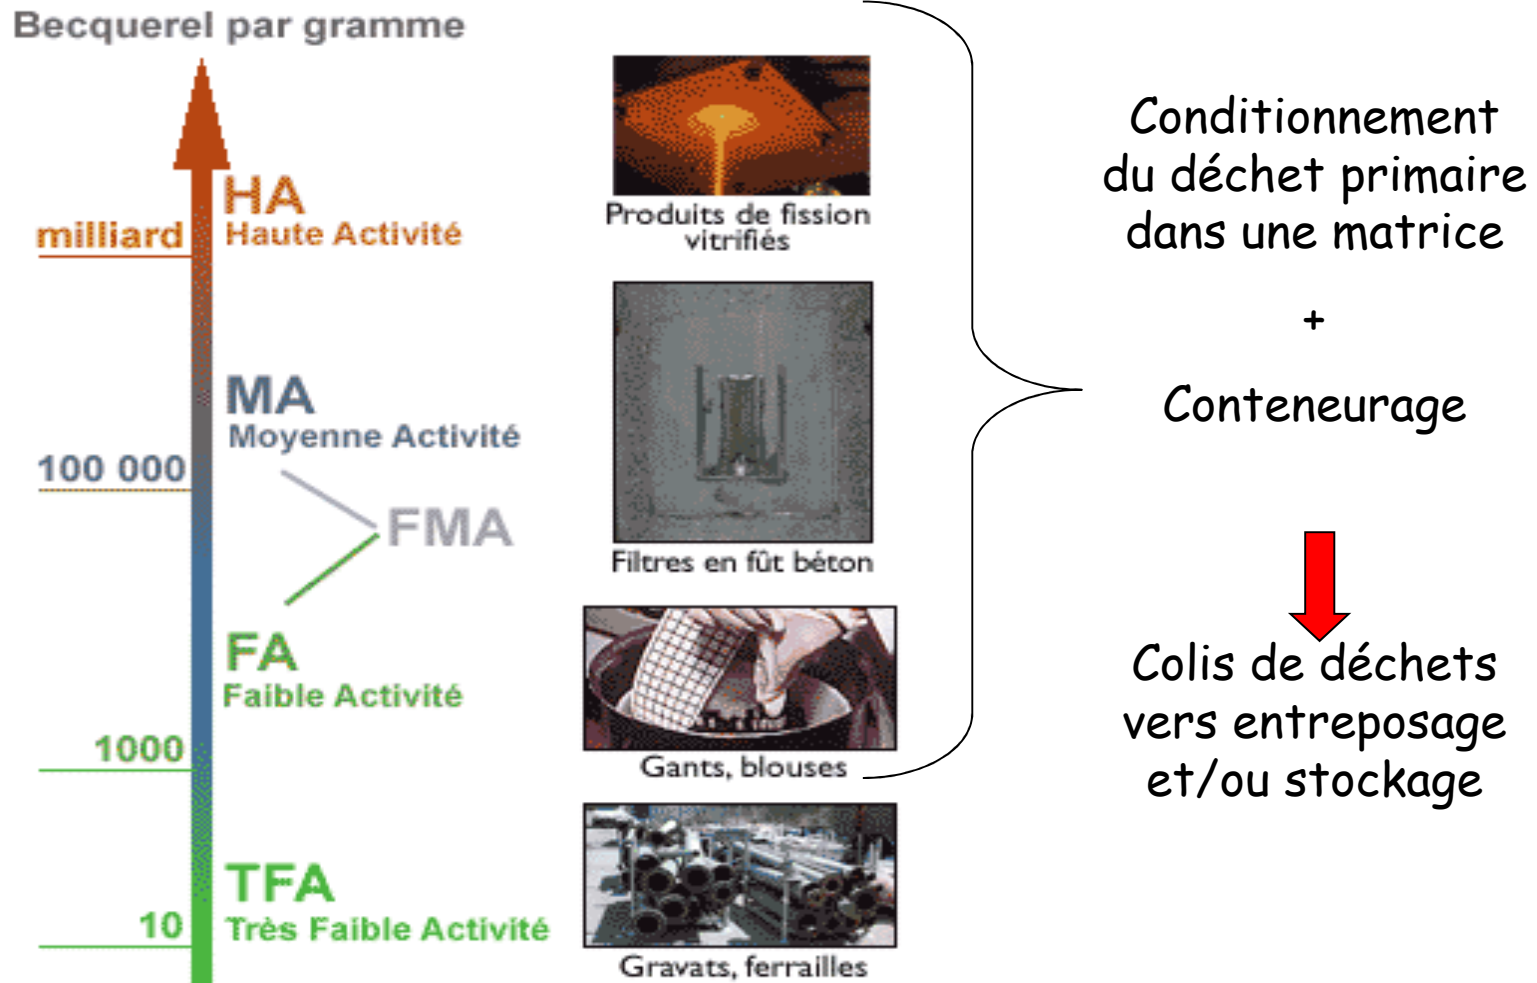 Becquerel par gramme
HA
Haute Activité
milliard
MA
Moyenne Activité
100 000
FMA
FA
Faible Activité
1000
TFA
10
Très Faible Activité
Produits de fission
vitrifiés
Filtres en fût béton
Gants, blouses
Gravats, ferrailles
Conditionnement
du déchet primaire
dans une matrice
+
Conteneurage
Colis de déchets
vers entreposage
et/ou stockage